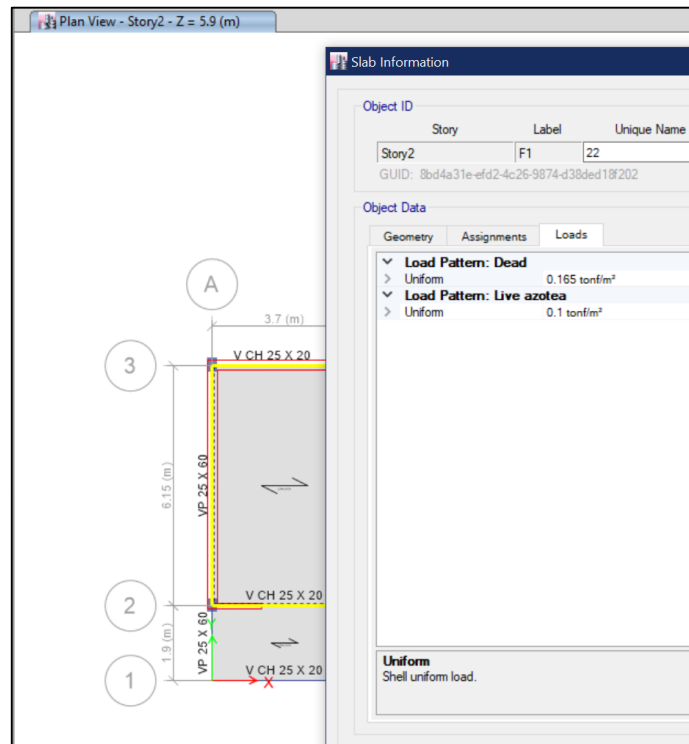 Plan View - Story2 - Z = 5.9 (m)
Slab Information
Object ID
Story Label Unique Name
Story2 F1 22
GUID: 8bd4a31e-efd2-4c26-9874-d38ded18f202
Object Data
Geometry Assignments Loads
Load Pattern: Dead
Uniform 0.165 tonf/m²
Load Pattern: Live azotea
Uniform 0.1 tonf/m²
A
3.7 (m)
V CH 25 X 20
3
6.15 (m)
VP 25 X 60
V CH 25 X 20
2
1.9 (m)
VP 25 X 60
Y
V CH 25 X 20
1
X
Uniform
Shell uniform load.